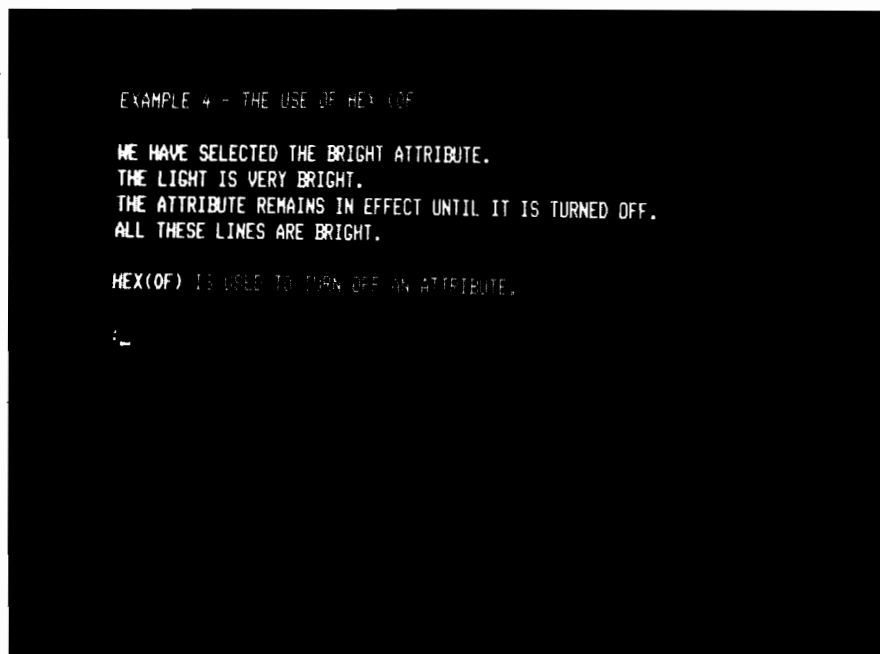 EXAMPLE 4 - THE USE OF HEX (OF
WE HAVE SELECTED THE BRIGHT ATTRIBUTE.
THE LIGHT IS VERY BRIGHT.
THE ATTRIBUTE REMAINS IN EFFECT UNTIL IT IS TURNED OFF.
ALL THESE LINES ARE BRIGHT.
HEX(OF) IS USED TO TURN OFF AN ATTRIBUTE.
:_